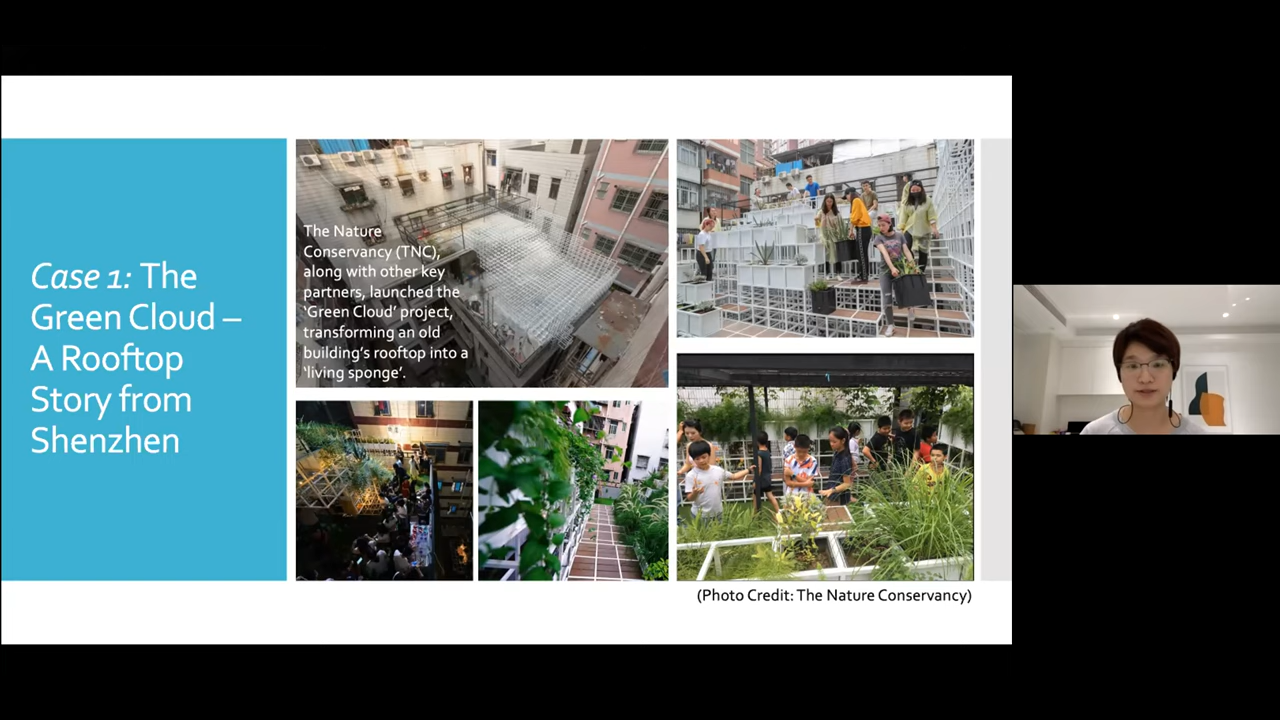 Case 1: The
Green Cloud –
A Rooftop
Story from
Shenzhen
The Nature
Conservancy (TNC),
along with other key
partners, launched the
‘Green Cloud’ project,
transforming an old
building’s rooftop into a
‘living sponge’.
(Photo Credit: The Nature Conservancy)